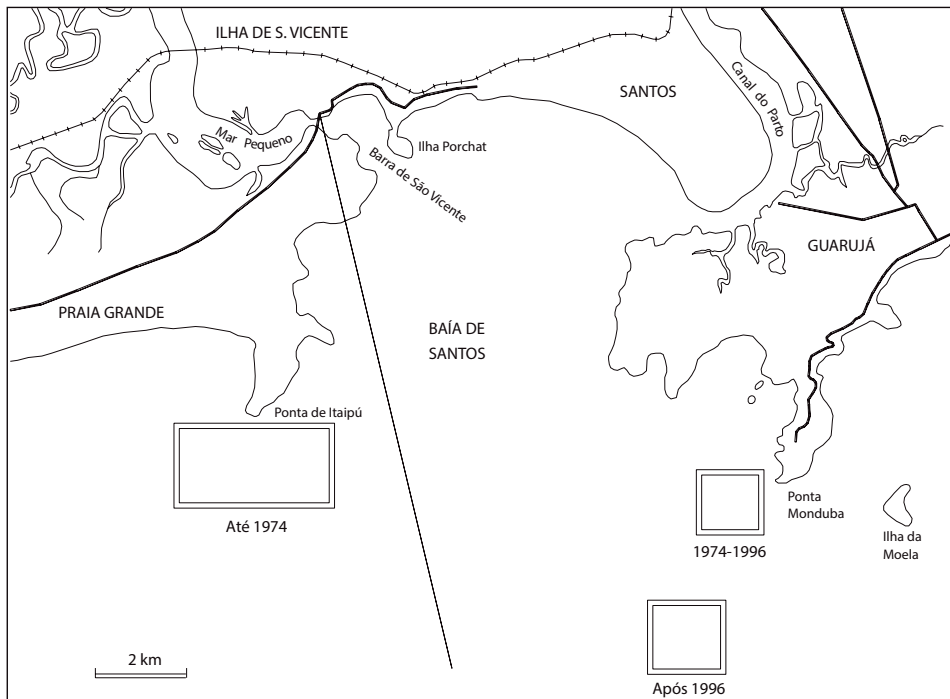 ILHA DE S. VICENTE
SANTOS
Canal do Parto
Mar Pequeno
Ilha Porchat
Barra de São Vicente
GUARUJÁ
PRAIA GRANDE
BAÍA DE
SANTOS
Ponta de Itaipú
Até 1974
1974-1996
Ponta
Monduba
Ilha da
Moela
2 km
Após 1996